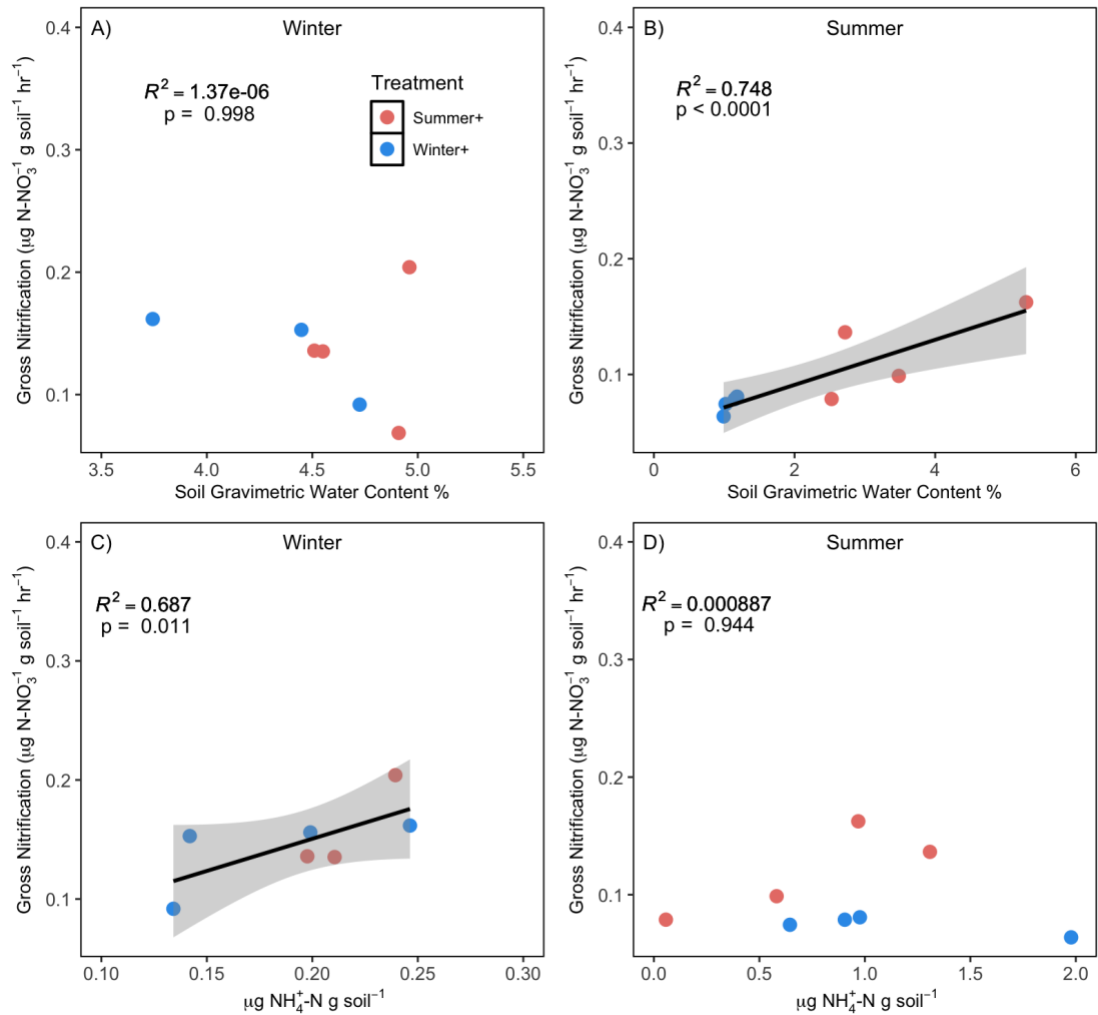 A) Winter
R² = 1.37e-06
p = 0.998
Treatment
Summer+
Winter+
0.4
0.3
0.2
0.1
Gross Nitrification (μg N-NO₃⁻¹ g soil⁻¹ hr⁻¹)
3.5 4.0 4.5 5.0 5.5
Soil Gravimetric Water Content %
B) Summer
R² = 0.748
p < 0.0001
0.4
0.3
0.2
0.1
Gross Nitrification (μg N-NO₃⁻¹ g soil⁻¹ hr⁻¹)
0 2 4 6
Soil Gravimetric Water Content %
C) Winter
R² = 0.687
p = 0.011
0.4
0.3
0.2
0.1
Gross Nitrification (μg N-NO₃⁻¹ g soil⁻¹ hr⁻¹)
0.10 0.15 0.20 0.25 0.30
μg NH₄⁺-N g soil⁻¹
D) Summer
R² = 0.000887
p = 0.944
0.4
0.3
0.2
0.1
Gross Nitrification (μg N-NO₃⁻¹ g soil⁻¹ hr⁻¹)
0.0 0.5 1.0 1.5 2.0
μg NH₄⁺-N g soil⁻¹